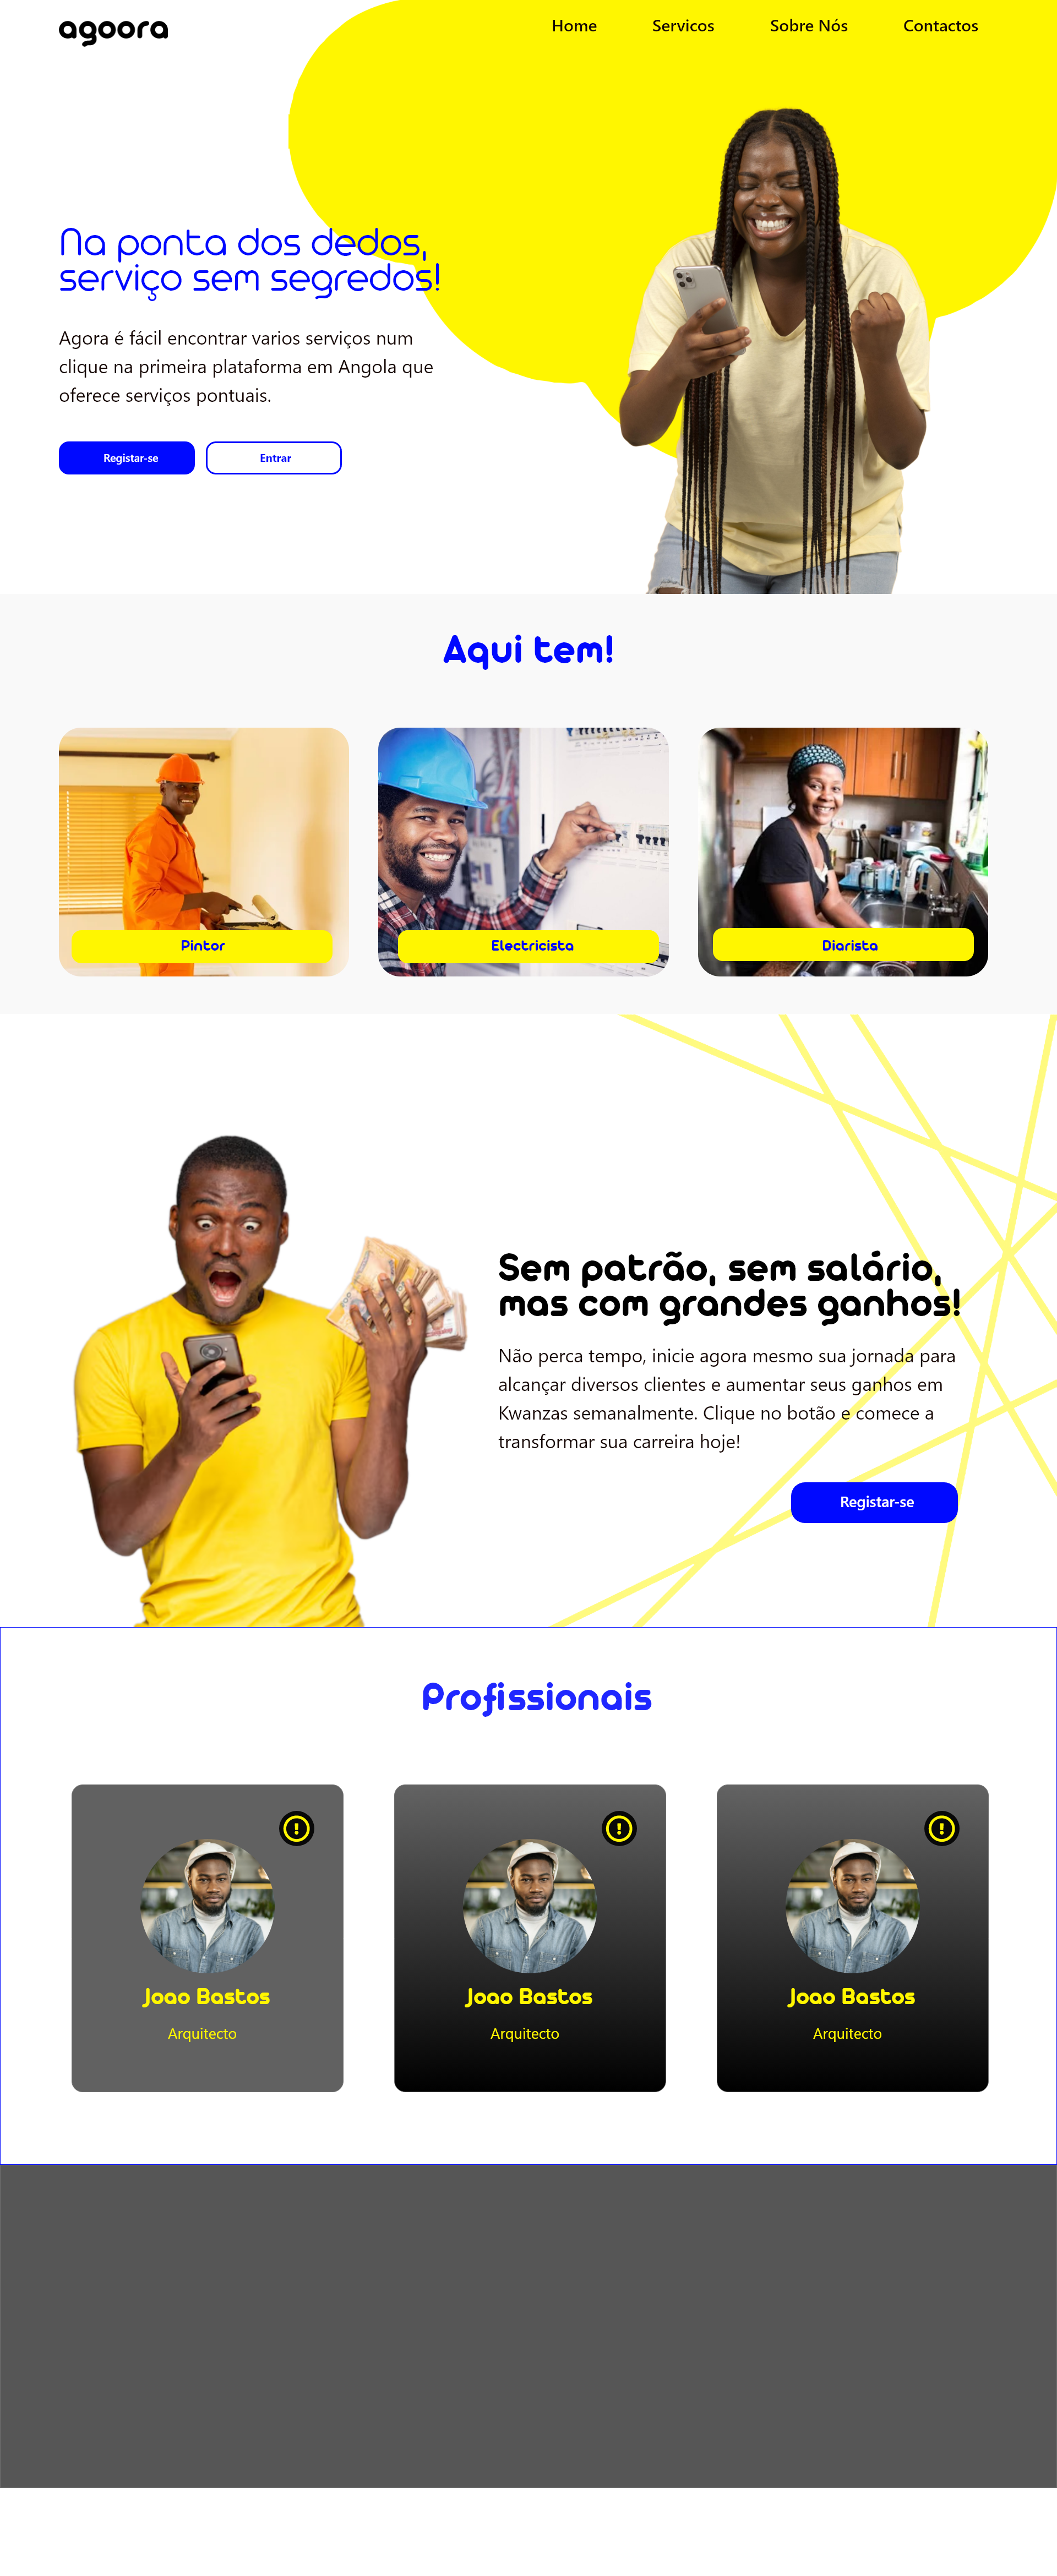 agoora
Home Servicos Sobre Nós Contactos
Na ponta dos dedos,
serviço sem segredos!
Agora é fácil encontrar varios serviços num
clique na primeira plataforma em Angola que
oferece serviços pontuais.
Registar-se Entrar
Aqui tem!
Pintor Electricista Diarista
Sem patrão, sem salário,
mas com grandes ganhos!
Não perca tempo, inicie agora mesmo sua jornada para
alcançar diversos clientes e aumentar seus ganhos em
Kwanzas semanalmente. Clique no botão e comece a
transformar sua carreira hoje!
Registar-se
Profissionais
! ! !
Joao Bastos Joao Bastos Joao Bastos
Arquitecto Arquitecto Arquitecto